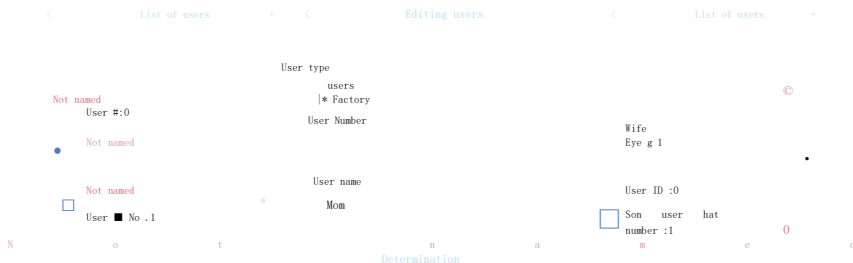 < List of users +
Not named
User #:0
Not named
Not named
User ■ No .1
< Editing users
User type
users
|* Factory
User Number
User name
Mom
Determination
< List of users +
©
Wife
Eye g 1
User ID :0
Son user hat
number :1
0
N o t n a m e d